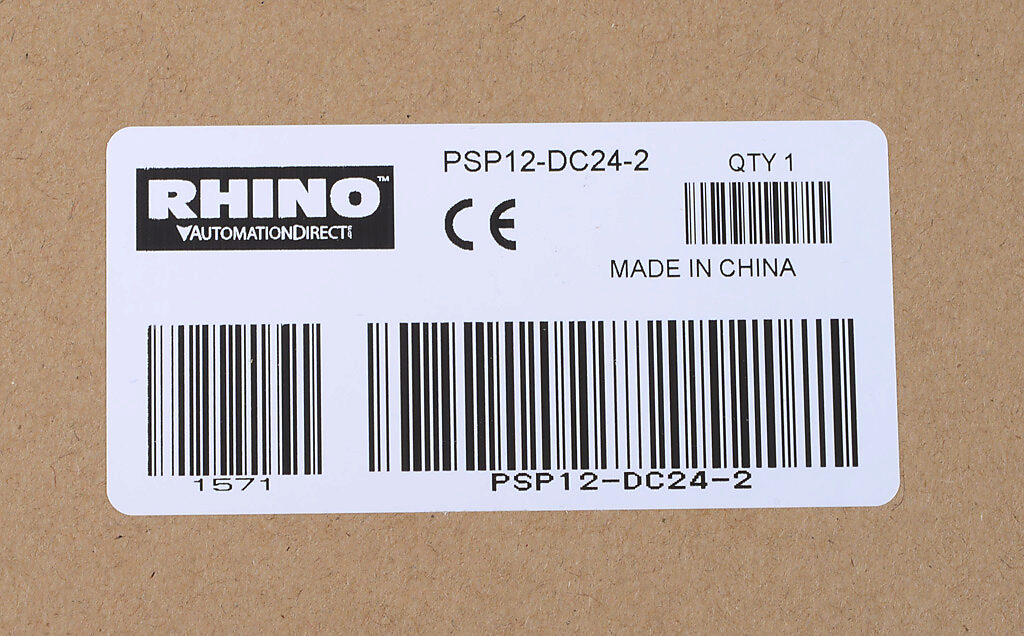 RHINO™
AUTOMATIONDIRECT
PSP12-DC24-2
QTY 1
CE
MADE IN CHINA
1571
PSP12-DC24-2